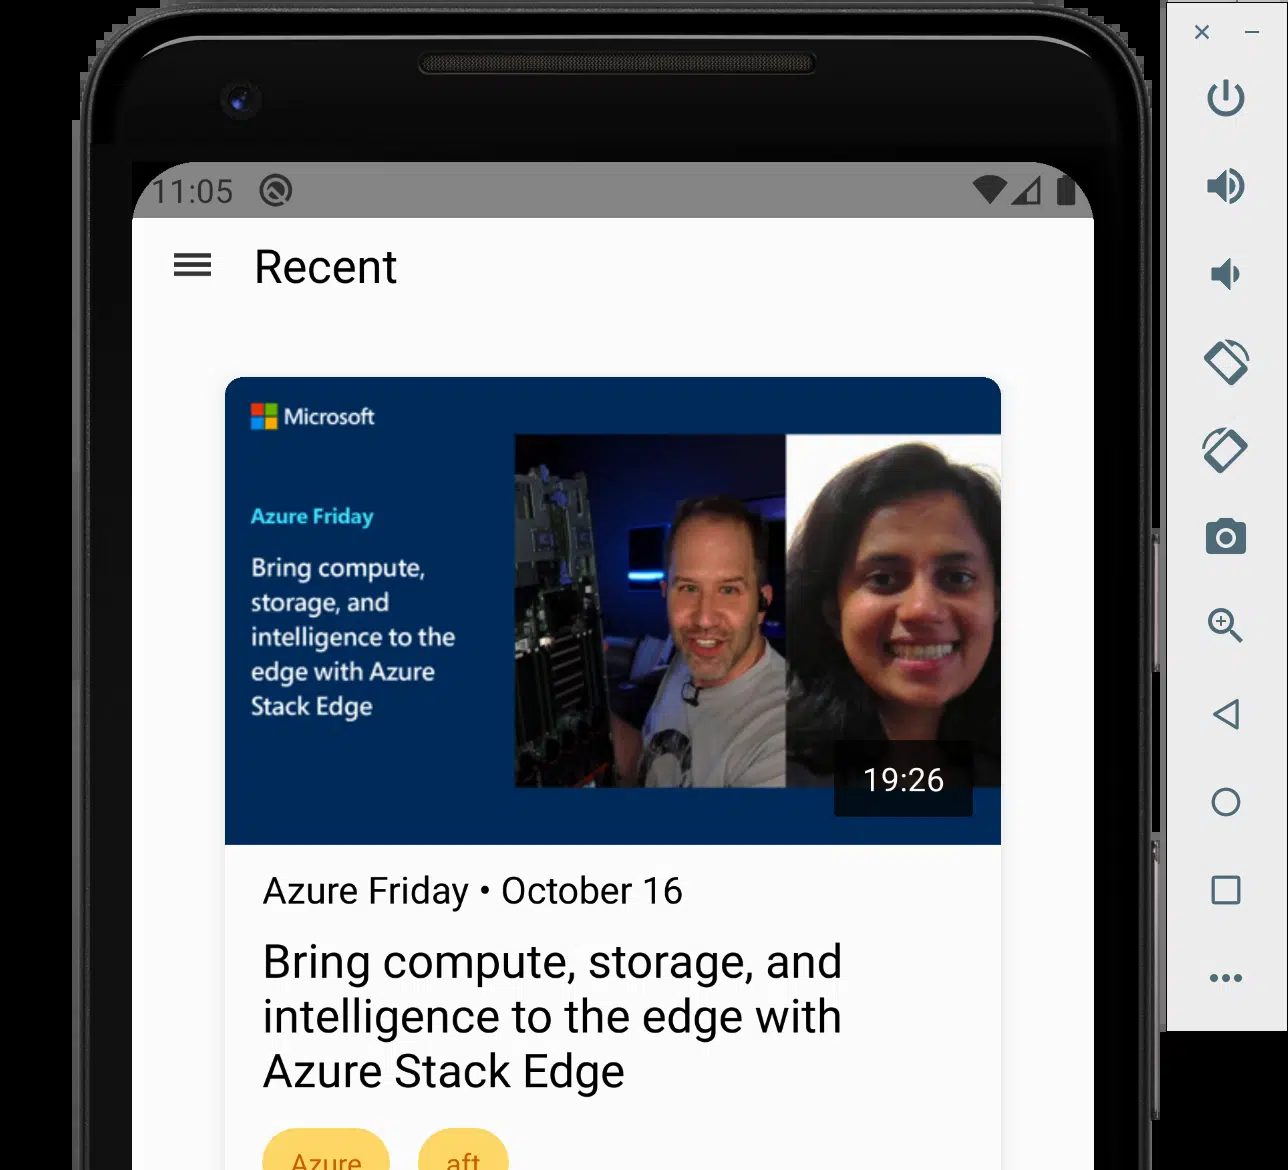 11:05
Recent
Microsoft
Azure Friday
Bring compute,
storage, and
intelligence to the
edge with Azure
Stack Edge
19:26
Azure Friday • October 16
Bring compute, storage, and
intelligence to the edge with
Azure Stack Edge
Azure aft